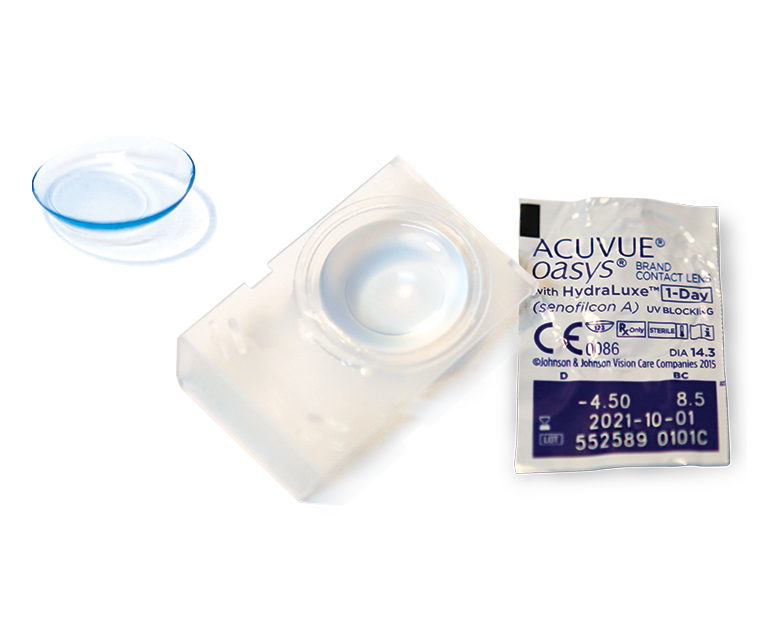 ACUVUE®
oasys® BRAND
CONTACT LENS
with HydraLuxe™ 1-Day
(senofilcon A) UV BLOCKING
CE 0086 Rx Only STERILE i
DIA 14.3
©Johnson & Johnson Vision Care Companies 2015
D BC
-4.50 8.5
2021-10-01
LOT 552589 0101C